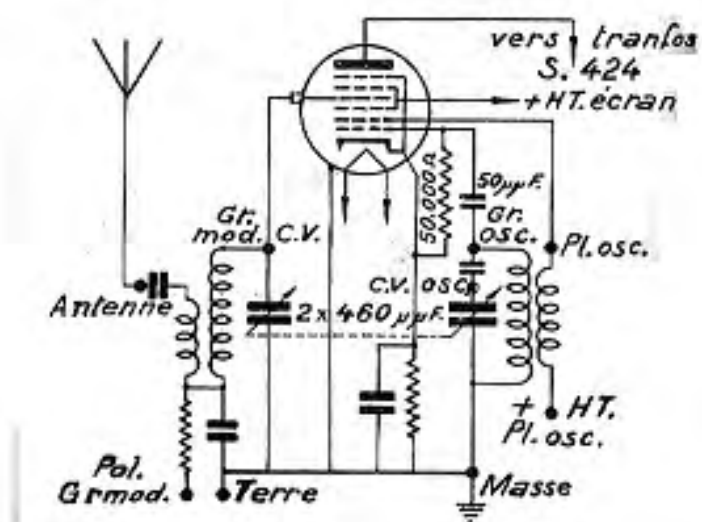 vers transfos
S. 424
+HT. écran
50.000 Ω
50 µµF.
Gr.
mod.
C.V.
Gr.
osc.
Pl. osc.
Antenne
C.V. osc
2 x 460 µµF.
+ HT.
Pl. osc.
Pol.
Gr mod.
Terre
Masse